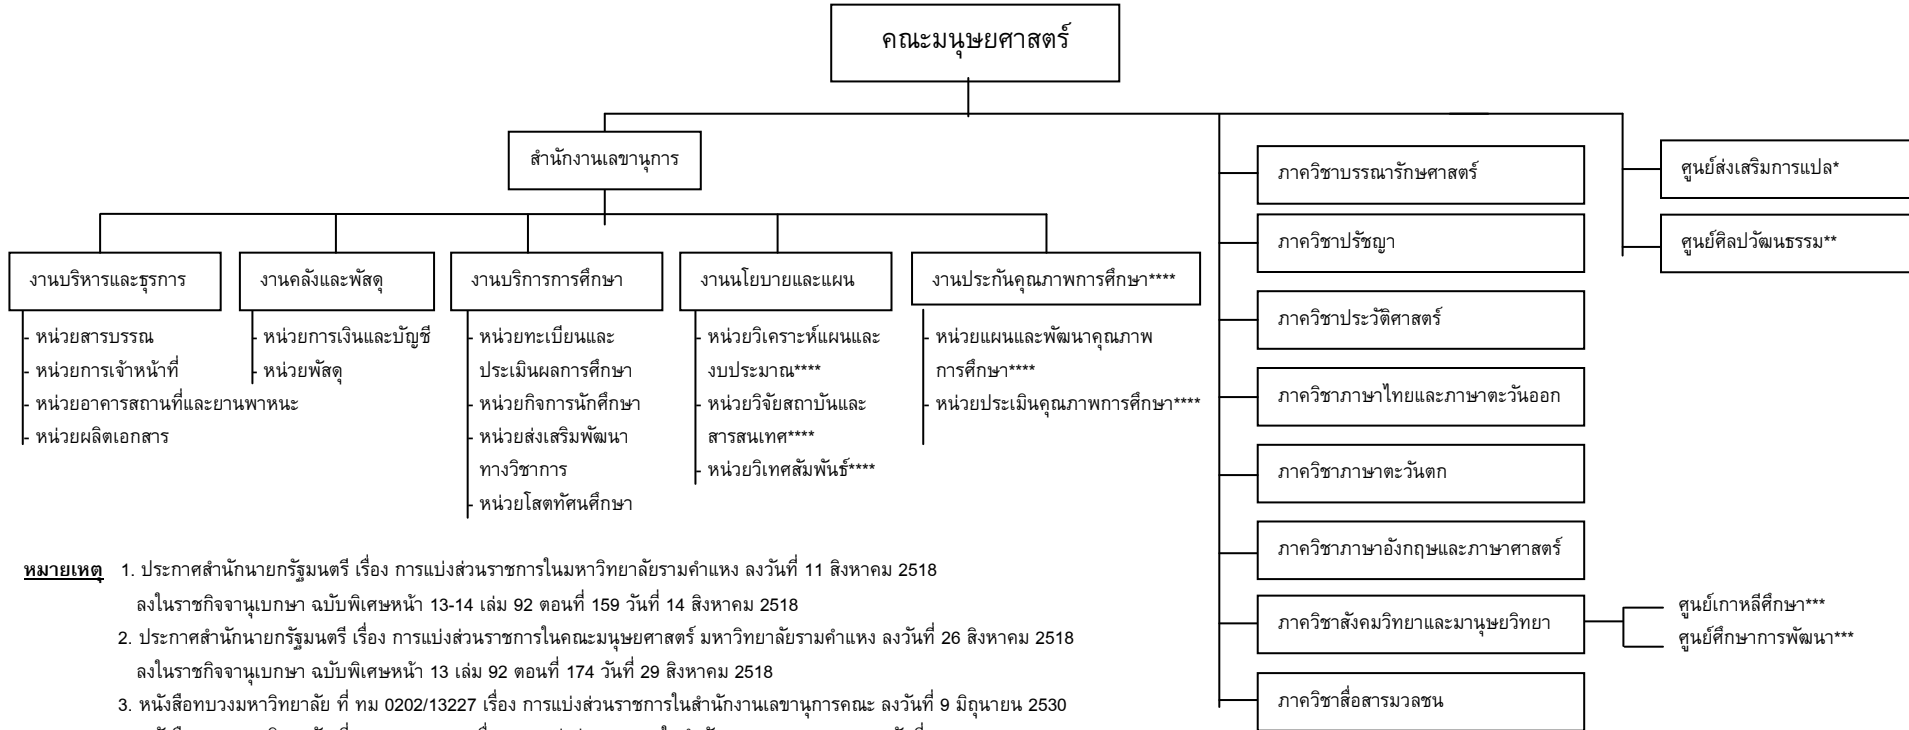 คณะมนุษยศาสตร์
สำนักงานเลขานุการ
งานบริหารและธุรการ
- หน่วยสารบรรณ
- หน่วยการเจ้าหน้าที่
- หน่วยอาคารสถานที่และยานพาหนะ
- หน่วยผลิตเอกสาร
งานคลังและพัสดุ
- หน่วยการเงินและบัญชี
- หน่วยพัสดุ
งานบริการการศึกษา
- หน่วยทะเบียนและ
ประเมินผลการศึกษา
- หน่วยกิจการนักศึกษา
- หน่วยส่งเสริมพัฒนา
ทางวิชาการ
- หน่วยโสตทัศนศึกษา
งานนโยบายและแผน
- หน่วยวิเคราะห์แผนและ
งบประมาณ****
- หน่วยวิจัยสถาบันและ
สารสนเทศ****
- หน่วยวิเทศสัมพันธ์****
งานประกันคุณภาพการศึกษา****
- หน่วยแผนและพัฒนาคุณภาพ
การศึกษา****
- หน่วยประเมินคุณภาพการศึกษา****
ภาควิชาบรรณารักษศาสตร์
ภาควิชาปรัชญา
ภาควิชาประวัติศาสตร์
ภาควิชาภาษาไทยและภาษาตะวันออก
ภาควิชาภาษาตะวันตก
ภาควิชาภาษาอังกฤษและภาษาศาสตร์
ภาควิชาสังคมวิทยาและมานุษยวิทยา
ศูนย์เกาหลีศึกษา***
ศูนย์ศึกษาการพัฒนา***
ภาควิชาสื่อสารมวลชน
ศูนย์ส่งเสริมการแปล*
ศูนย์ศิลปวัฒนธรรม**
หมายเหตุ 1. ประกาศสำนักนายกรัฐมนตรี เรื่อง การแบ่งส่วนราชการในมหาวิทยาลัยรามคำแหง ลงวันที่ 11 สิงหาคม 2518
ลงในราชกิจจานุเบกษา ฉบับพิเศษหน้า 13-14 เล่ม 92 ตอนที่ 159 วันที่ 14 สิงหาคม 2518
2. ประกาศสำนักนายกรัฐมนตรี เรื่อง การแบ่งส่วนราชการในคณะมนุษยศาสตร์ มหาวิทยาลัยรามคำแหง ลงวันที่ 26 สิงหาคม 2518
ลงในราชกิจจานุเบกษา ฉบับพิเศษหน้า 13 เล่ม 92 ตอนที่ 174 วันที่ 29 สิงหาคม 2518
3. หนังสือทบวงมหาวิทยาลัย ที่ ทม 0202/13227 เรื่อง การแบ่งส่วนราชการในสำนักงานเลขานุการคณะ ลงวันที่ 9 มิถุนายน 2530